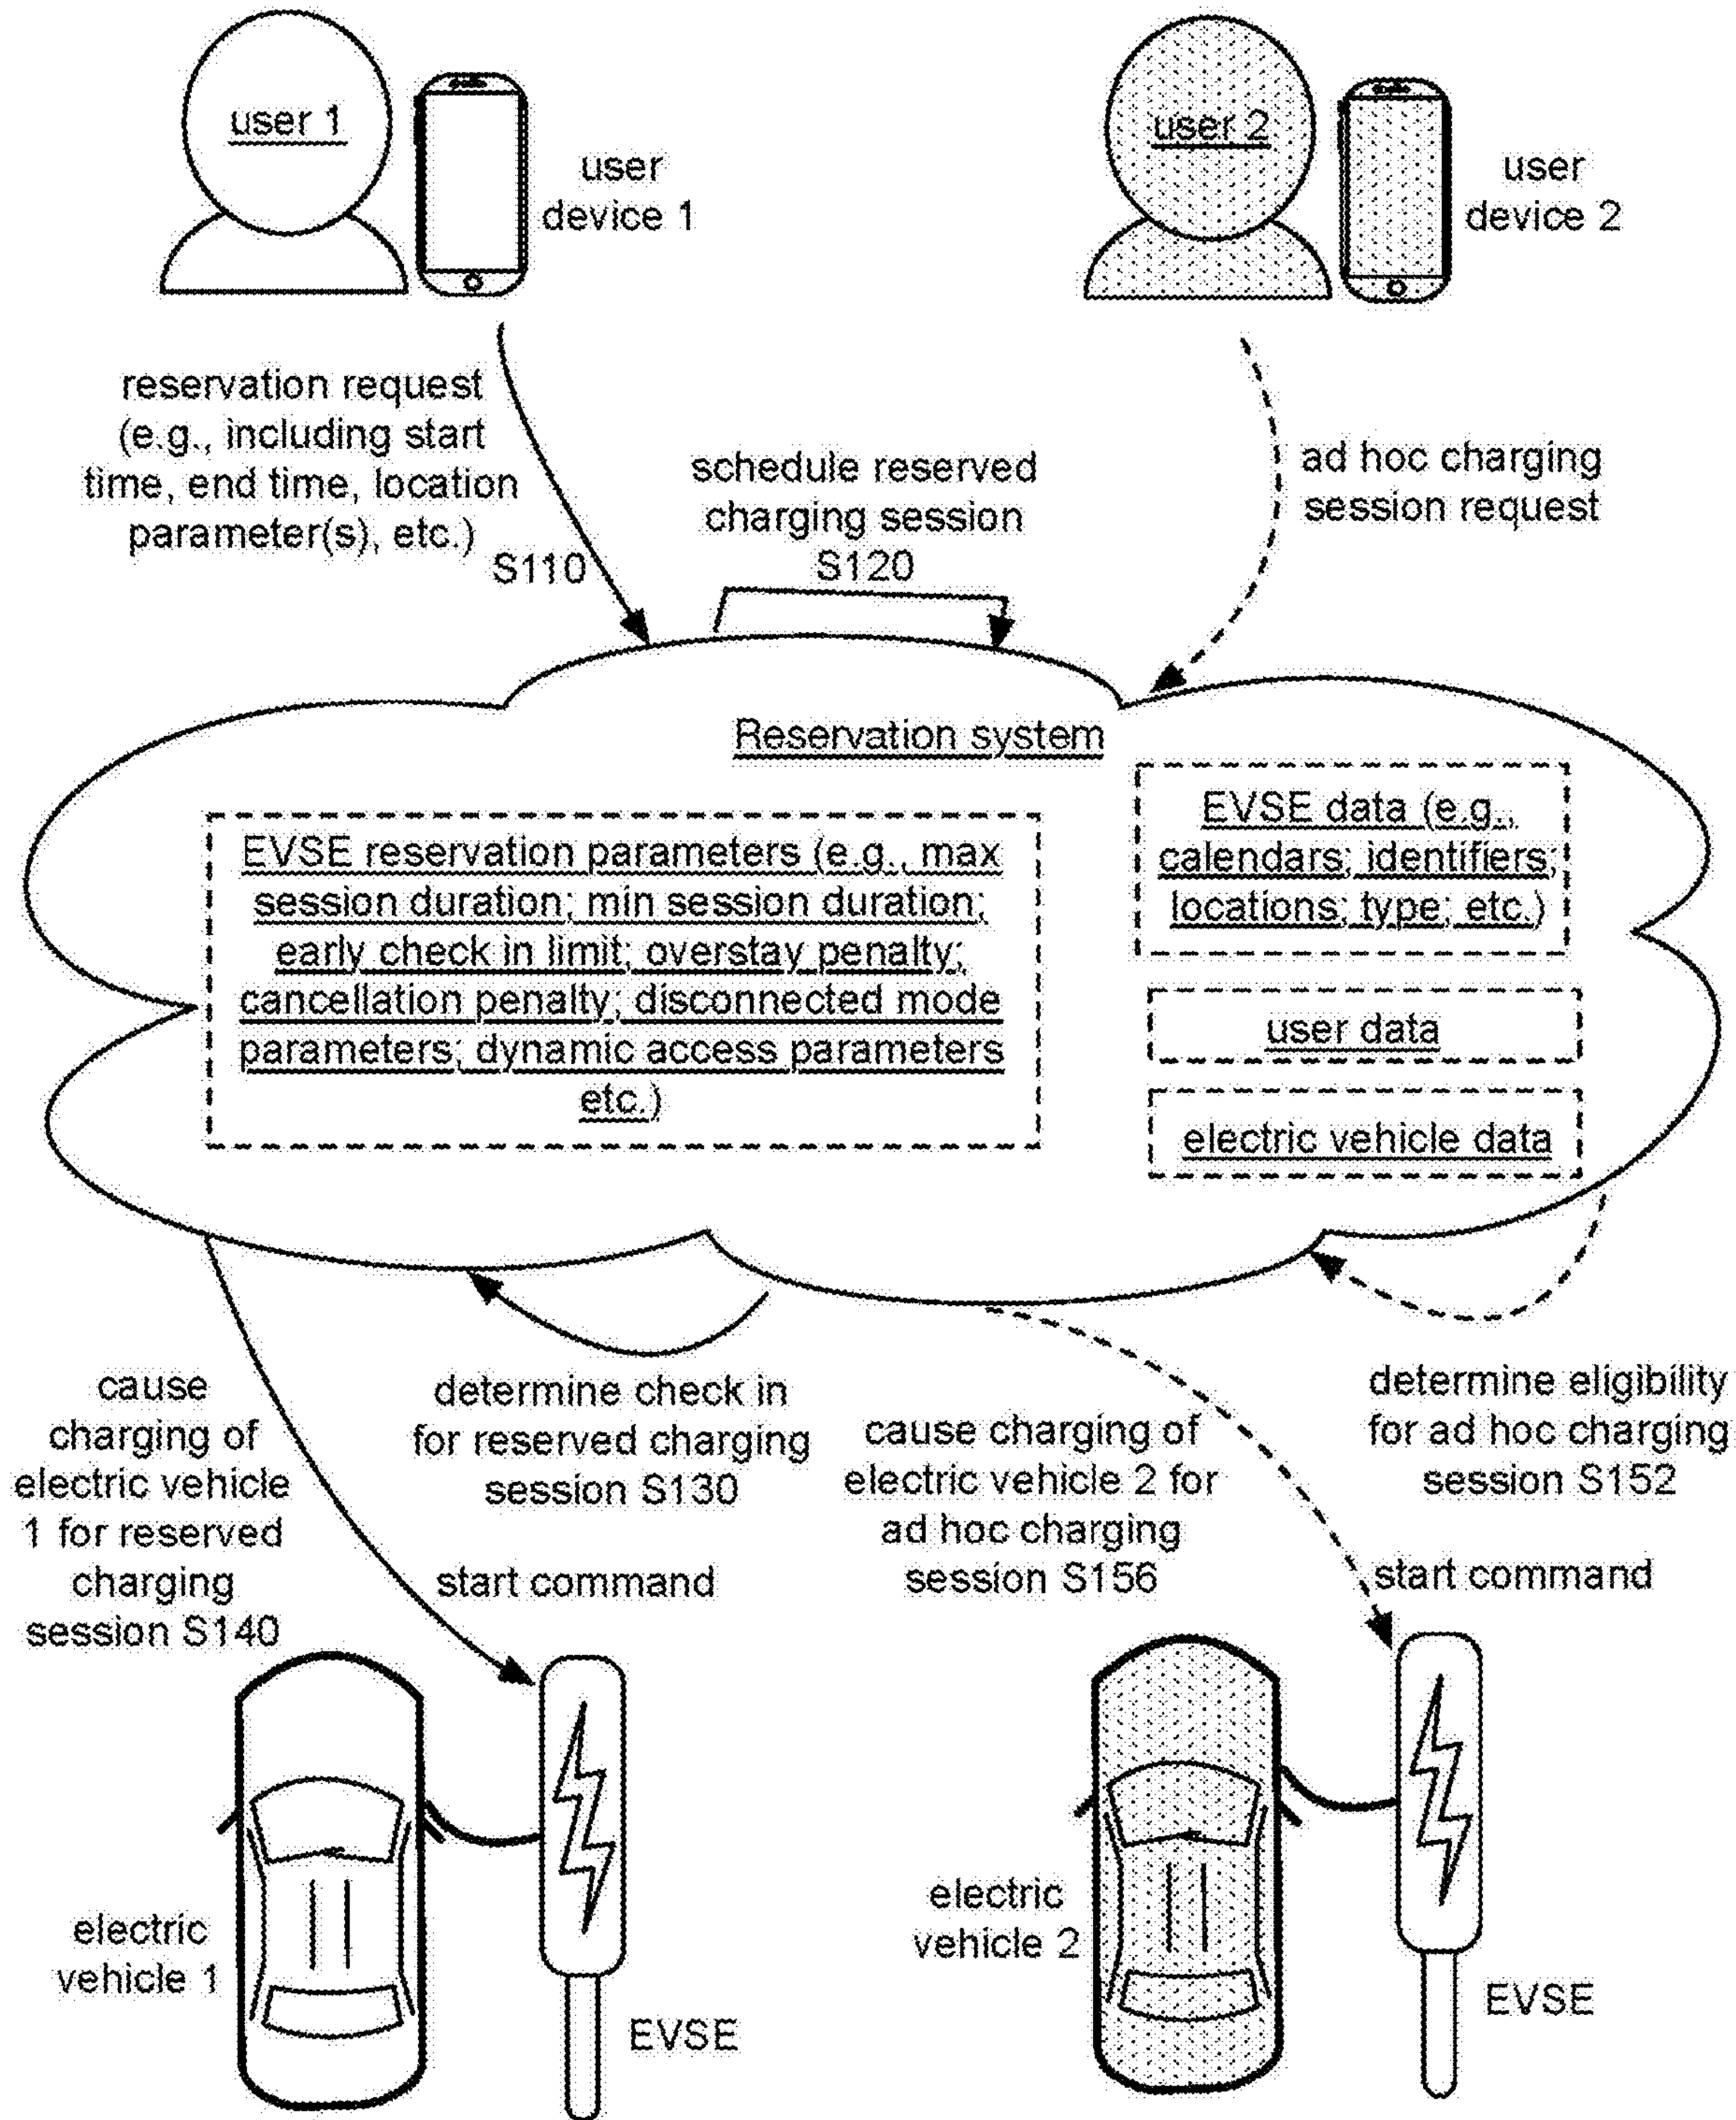 user 1
user
device 1
user 2
user
device 2
reservation request
(e.g., including start
time, end time, location
parameter(s), etc.)
S110
schedule reserved
charging session
S120
ad hoc charging
session request
Reservation system
EVSE reservation parameters (e.g., max
session duration; min session duration;
early check in limit; overstay penalty;
cancellation penalty; disconnected mode
parameters; dynamic access parameters
etc.)
EVSE data (e.g.,
calendars; identifiers;
locations; type; etc.)
user data
electric vehicle data
cause
charging of
electric vehicle
1 for reserved
charging
session S140
determine check in
for reserved charging
session S130
start command
cause charging of
electric vehicle 2 for
ad hoc charging
session S156
determine eligibility
for ad hoc charging
session S152
start command
electric
vehicle 1
EVSE
electric
vehicle 2
EVSE